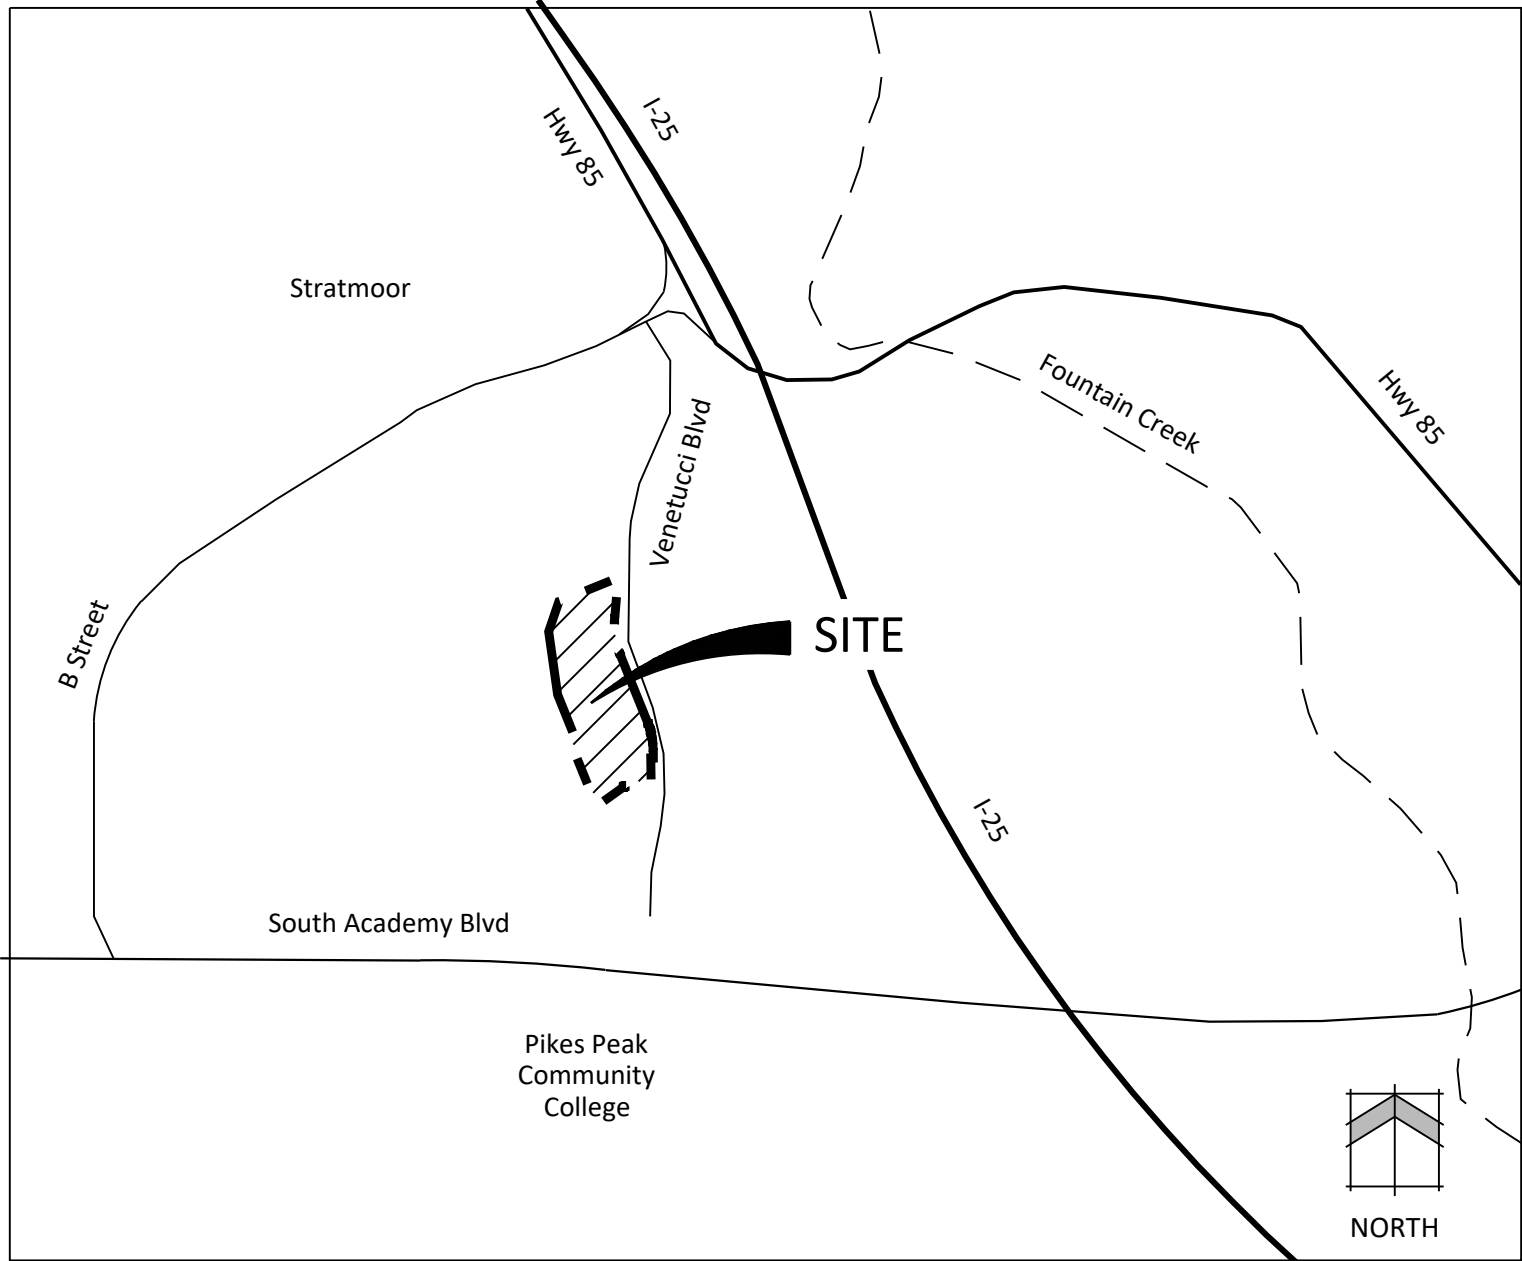 I-25
Hwy 85
Stratmoor
Fountain Creek
Hwy 85
Venetucci Blvd
B Street
SITE
I-25
South Academy Blvd
Pikes Peak
Community
College
NORTH